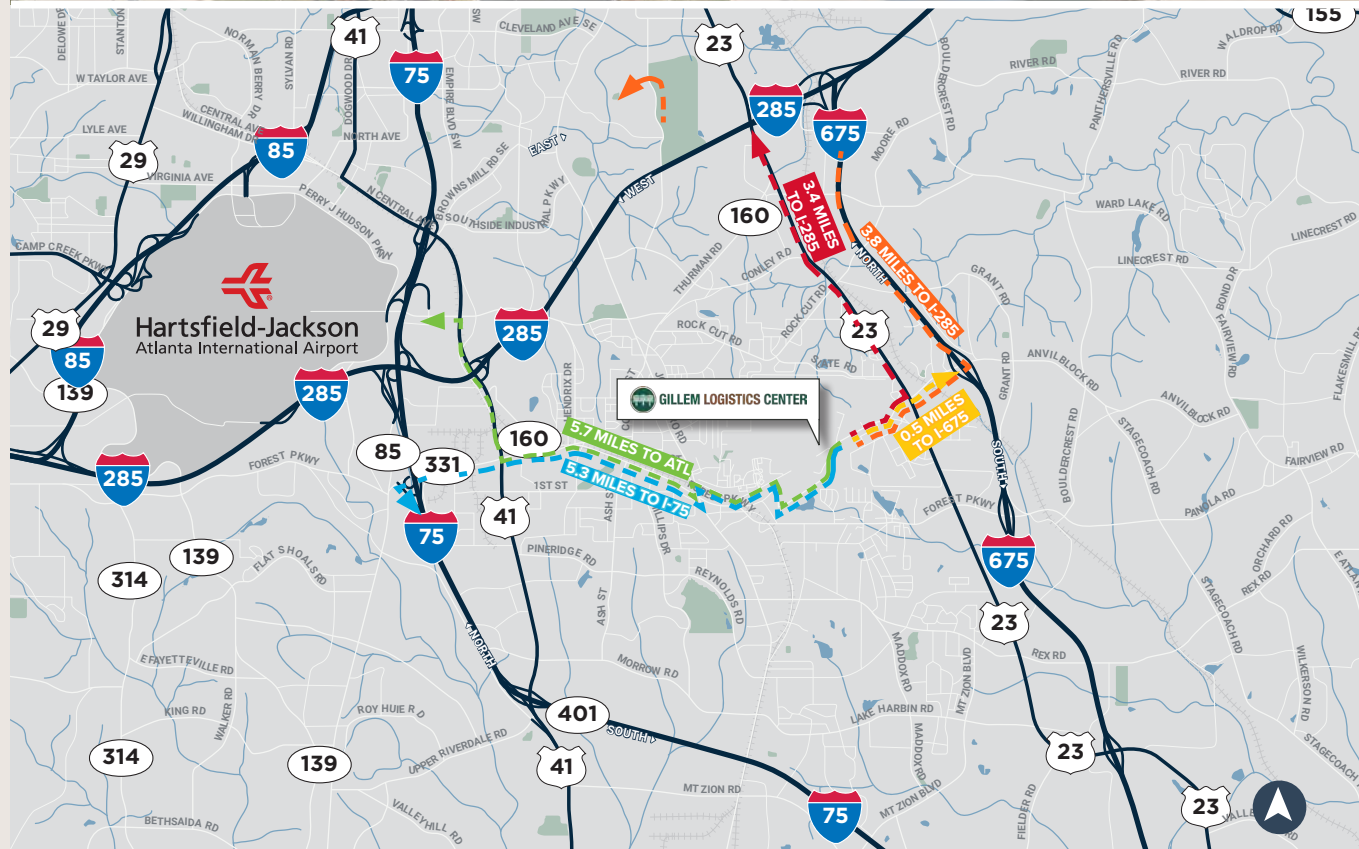 DELOWE DR
STANTON
NORMAN BERRY DR
SYLVAN RD
41
DOGWOOD DR
75
SW
CLEVELAND AVE SE
23
155
W TAYLOR AVE
EMPIRE BLVD SW
BOULDERCREST RD
RIVER RD
PANTHERSVILLE RD
WALDROP RD
RIVER RD
285
675
LYLE AVE
CENTRAL AVE
WILLINGHAM DR
85
NORTH AVE
EAST
MOORE RD
29
VIRGINIA AVE
N CENTRAL AVE
BROWNS MILL RD SE
WEST
3.4 MILES
TO I-285
160
PERRY J HUDSON PKWY
SOUTHSIDE INDUST
WARD LAKE RD
LINECREST RD
CAMP CREEK PKWY
THURMAN RD
CONLEY RD
NORTH
3.8 MILES TO I-285
LINECREST RD
GRANT RD
BOND DR
FAIRVIEW RD
Hartsfield-Jackson
Atlanta International Airport
29
85
139
285
285
ROCK CUT RD
ROCK CUT RD
23
GRANT RD
ANVILBLOCK RD
FLAKESMILL
HENDRIX DR
GILLEM LOGISTICS CENTER
0.5 MILES
TO I-675
ANVILBLOCK RD
STAGECOACH RD
85
331
160
5.7 MILES TO ATL
5.3 MILES TO I-75
285
FOREST PKWY
1ST ST
ASH S
SOUTH
BOULDERCREST RD
FAIRVIEW RD
41
75
PHILLIPS DR
FOREST PKWY
PANOLA RD
PINERIDGE RD
675
139
314
FLAT SHOALS RD
ASH ST
REYNOLDS RD
ORCHARD RD
REX RD
23
STAGECOACH RD
EFAYETTEVILLE RD
NORTH
MORROW RD
MADDOX RD
MT ZION BLVD
REX RD
WILKERSON RD
KING RD
WALKER RD
ROY HUIE RD
401
SOUTH
LAKE HARBIN RD
UPPER RIVERDALE RD
314
139
41
MADDOX RD
23
STAGECOACH
MT ZION RD
MT ZION BLVD
75
23
BETHSAIDA RD
VALLEYHILL RD
FIELDER RD